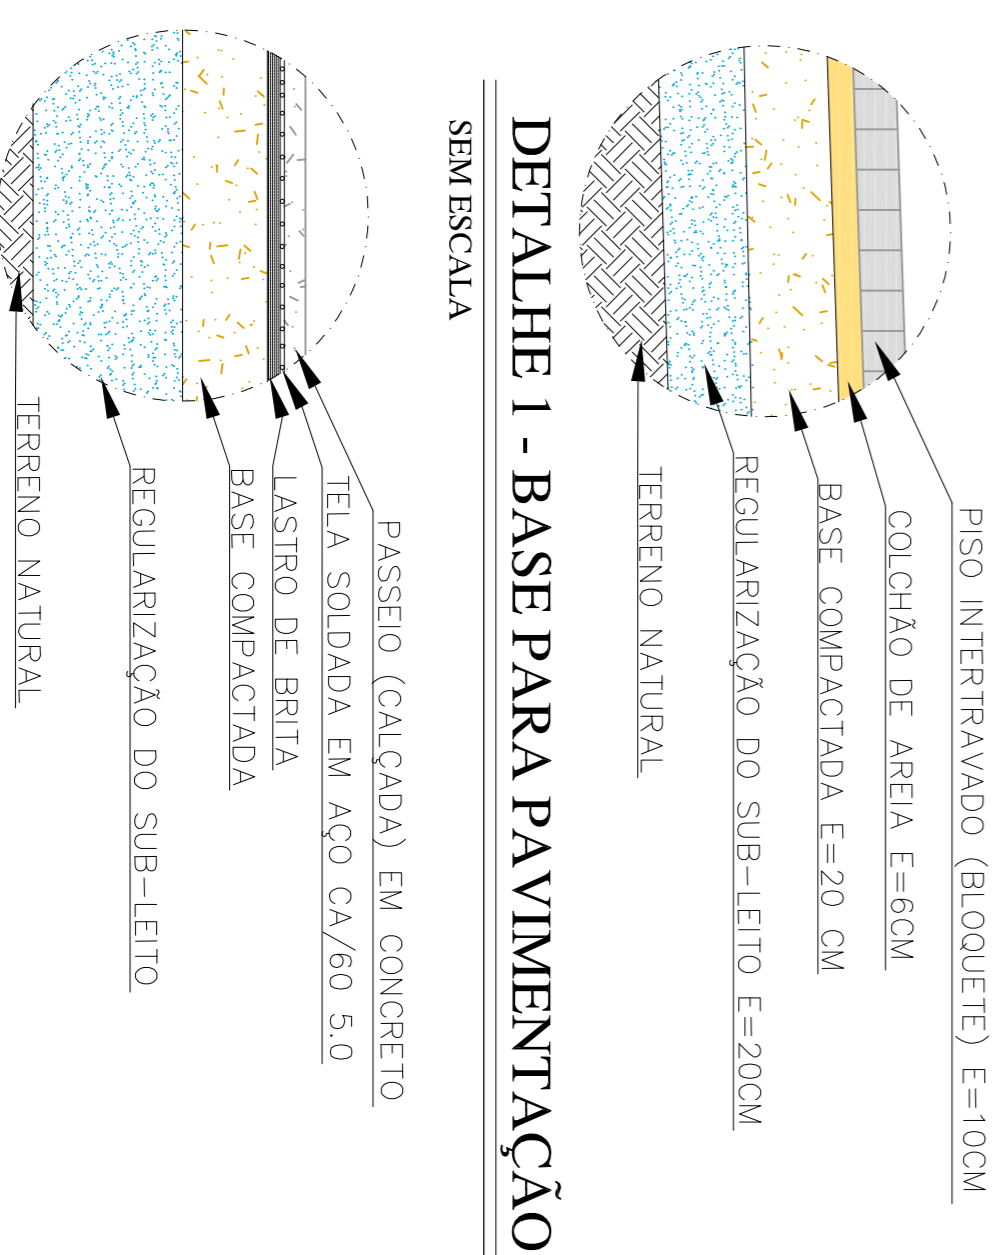 PISO INTERTRAVADO (BLOQUETE) E=10CM
COLCHÃO DE AREIA E=6CM
BASE COMPACTADA E=20 CM
REGULARIZAÇÃO DO SUB-LEITO E=20CM
TERRENO NATURAL
DETALHE 1 - BASE PARA PAVIMENTAÇÃO
SEM ESCALA
PASSEIO (CALÇADA) EM CONCRETO
TELA SOLDADA EM AÇO CA/60 5.0
LASTRO DE BRITA
BASE COMPACTADA
REGULARIZAÇÃO DO SUB-LEITO
TERRENO NATURAL